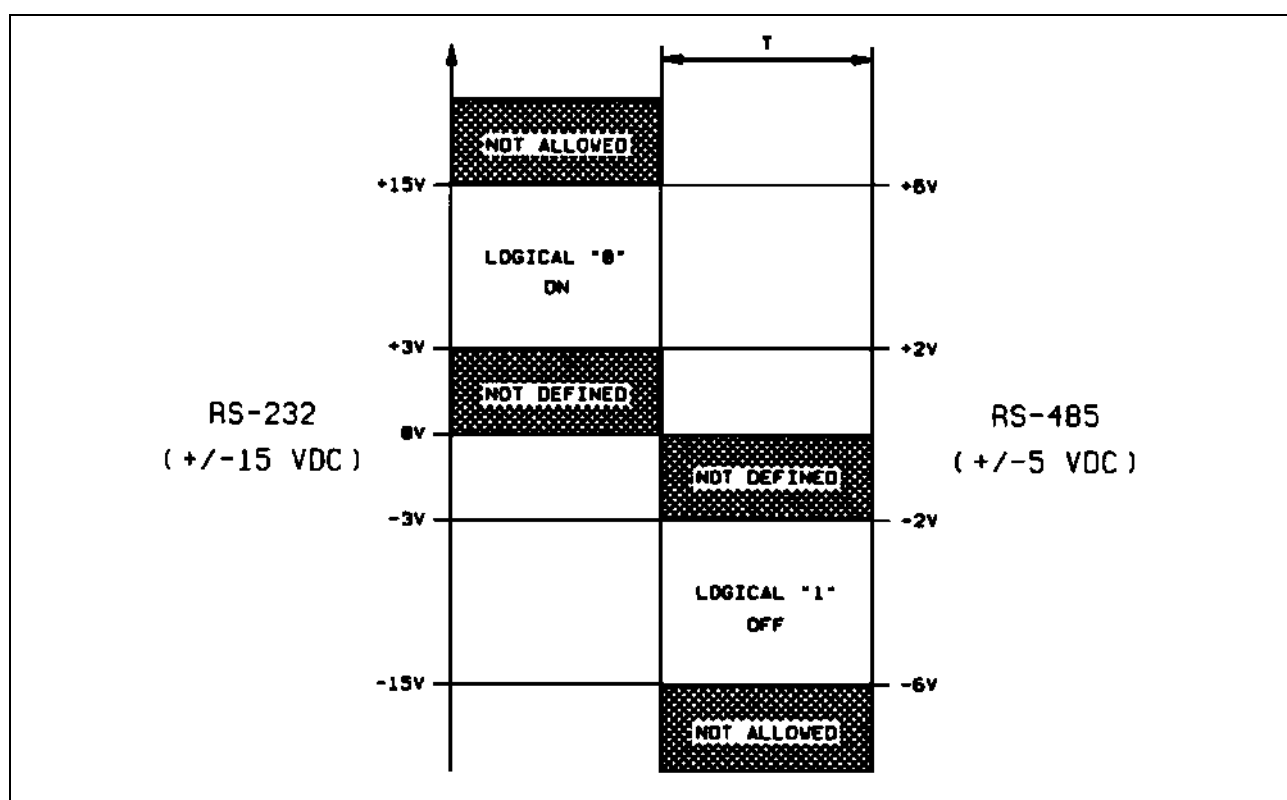 T
NOT ALLOWED
+15V
+6V
LOGICAL "0"
ON
+3V
+2V
NOT DEFINED
RS-232
(+/-15 VDC)
0V
RS-485
(+/-5 VDC)
NOT DEFINED
-3V
-2V
LOGICAL "1"
OFF
-15V
-6V
NOT ALLOWED